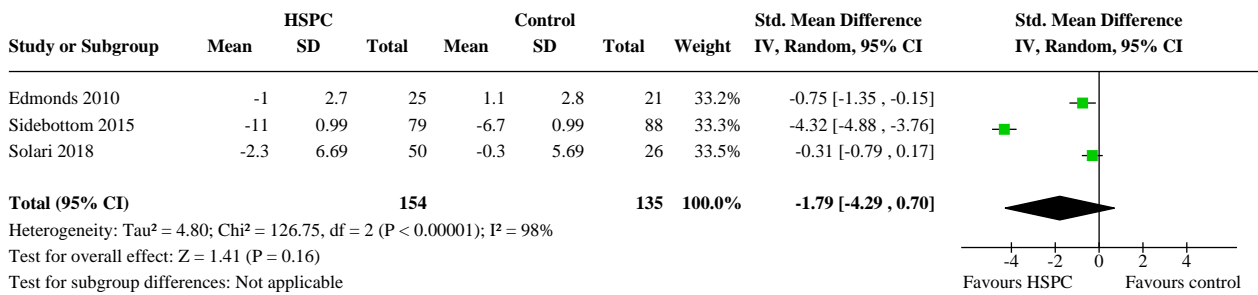 HSPC Control Std. Mean Difference Std. Mean Difference
Study or Subgroup Mean SD Total Mean SD Total Weight IV, Random, 95% CI IV, Random, 95% CI
Edmonds 2010 -1 2.7 25 1.1 2.8 21 33.2% -0.75 [-1.35 , -0.15]
Sidebottom 2015 -11 0.99 79 -6.7 0.99 88 33.3% -4.32 [-4.88 , -3.76]
Solari 2018 -2.3 6.69 50 -0.3 5.69 26 33.5% -0.31 [-0.79 , 0.17]
Total (95% CI) 154 135 100.0% -1.79 [-4.29 , 0.70]
Heterogeneity: Tau² = 4.80; Chi² = 126.75, df = 2 (P < 0.00001); I² = 98%
Test for overall effect: Z = 1.41 (P = 0.16)
-4 -2 0 2 4
Test for subgroup differences: Not applicable
Favours HSPC Favours control